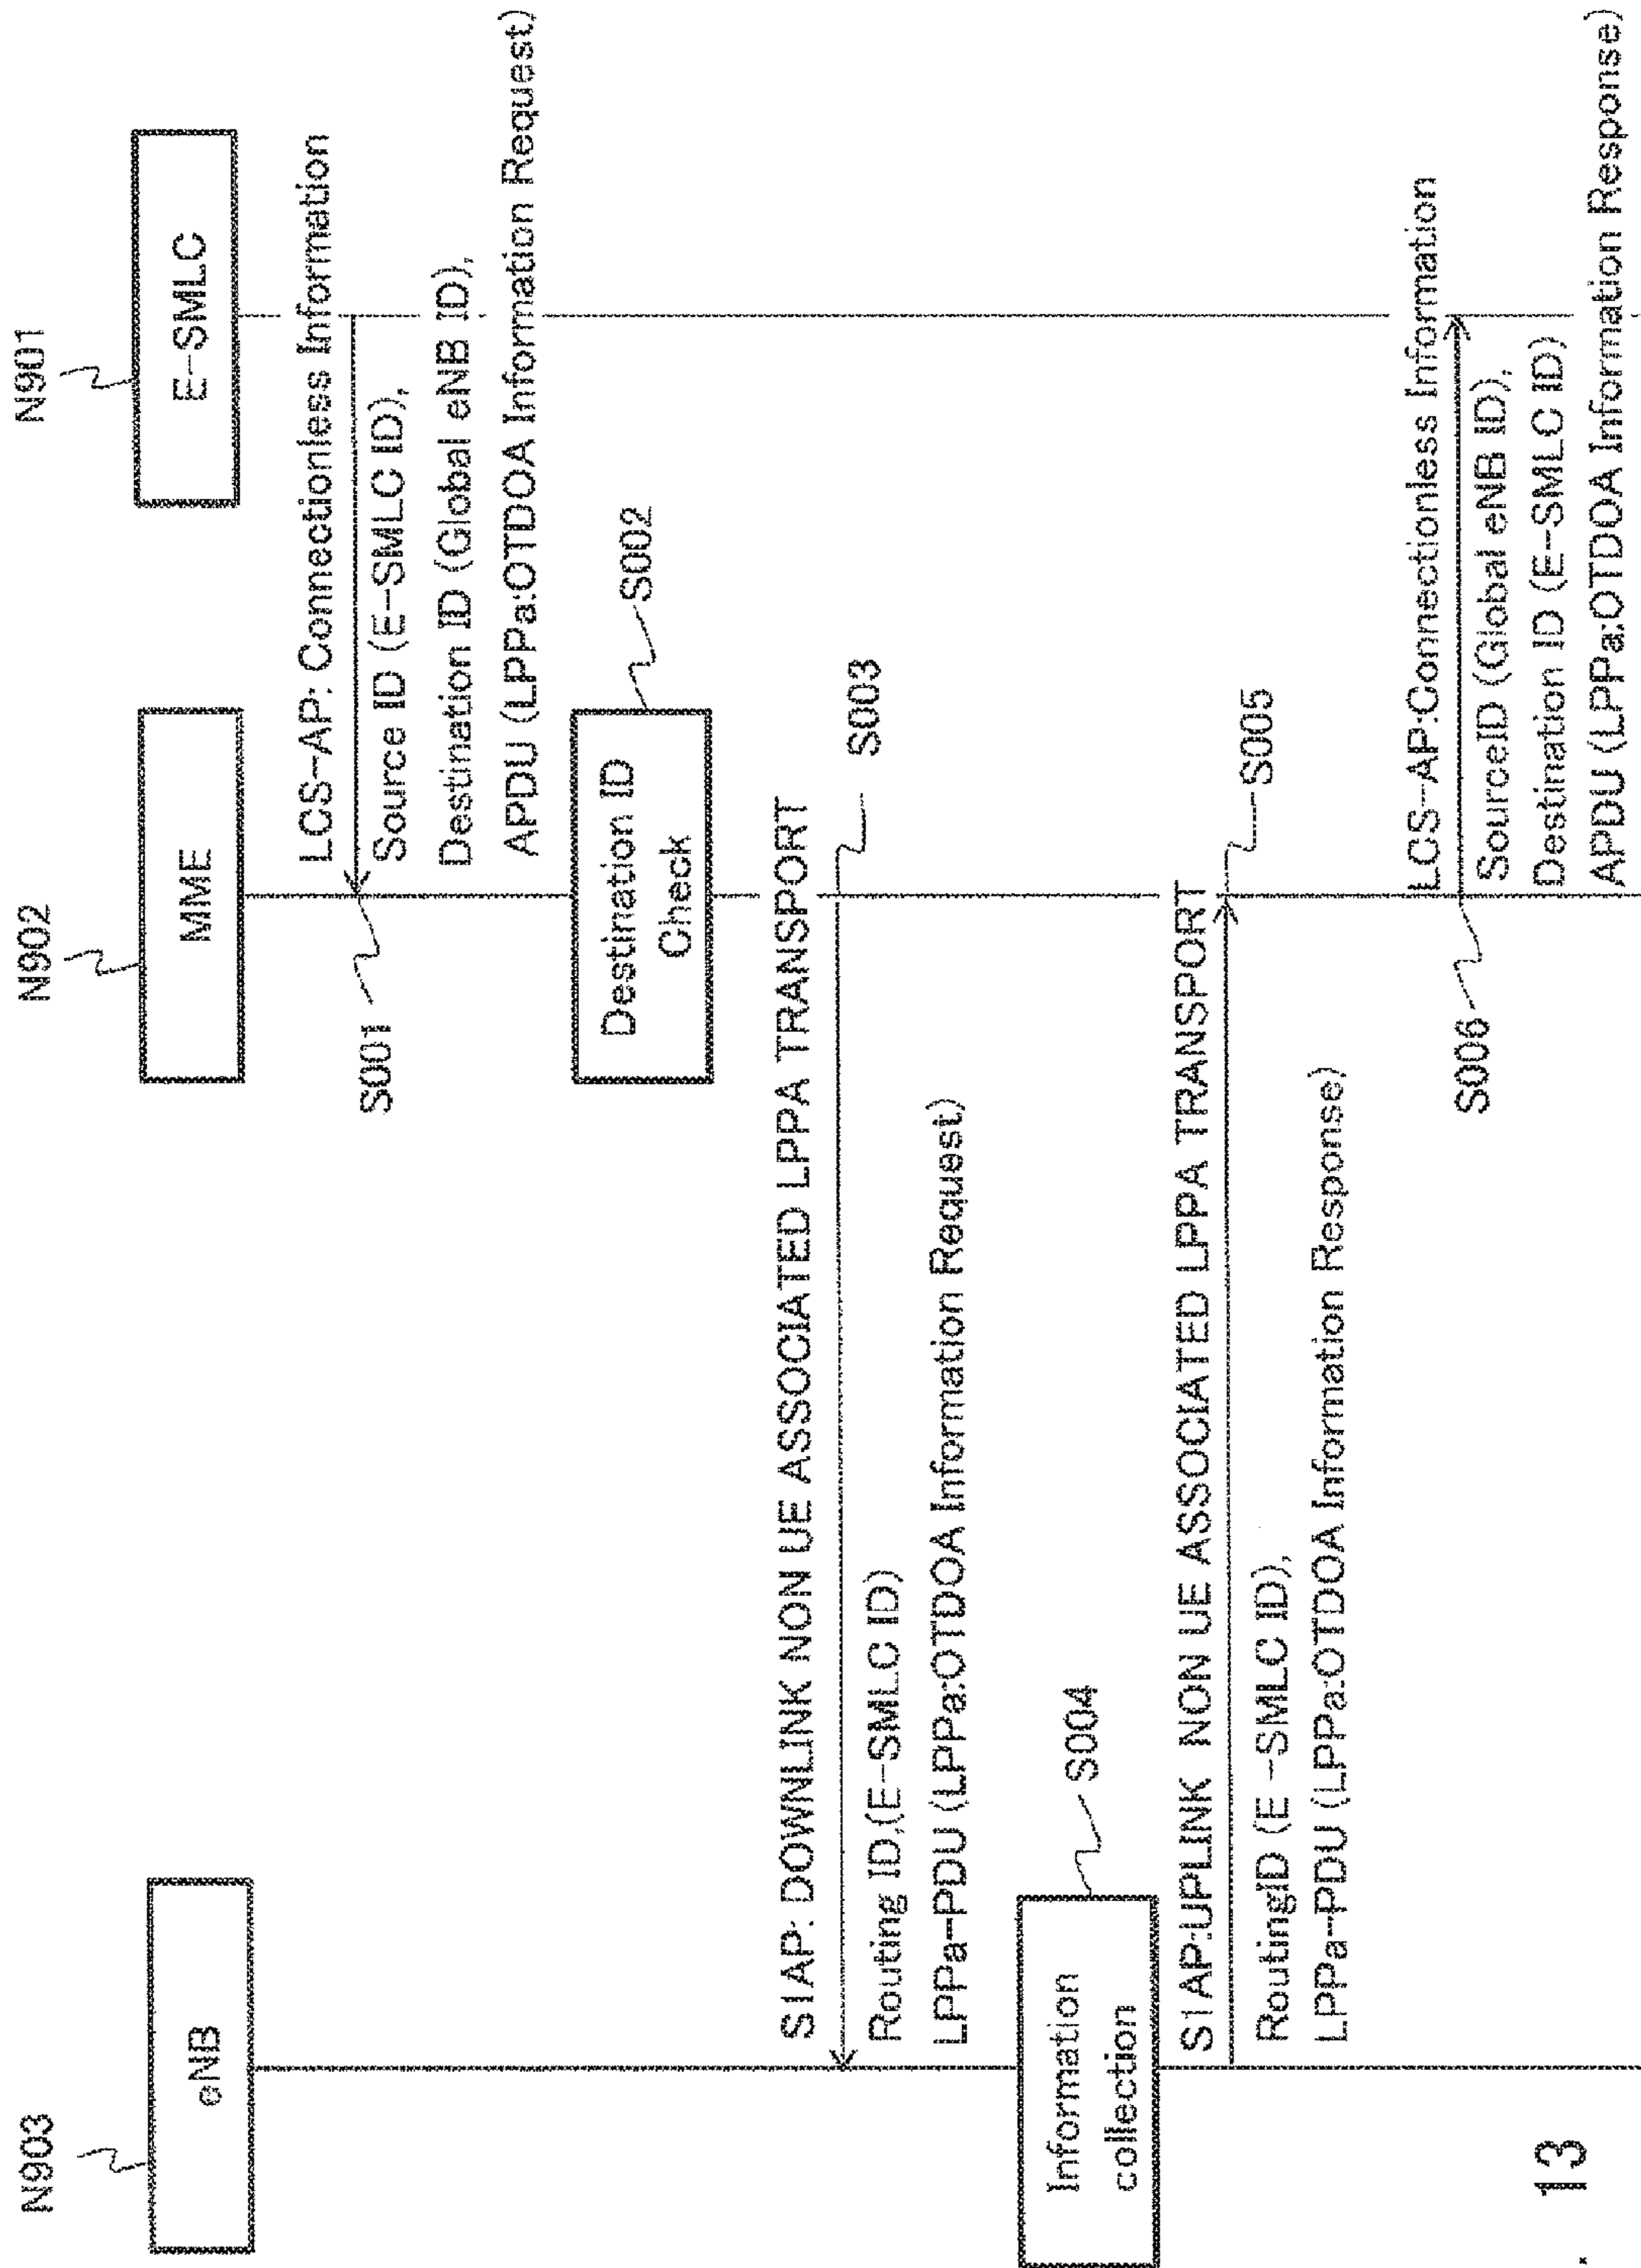 N903
N902
N901
eNB
MME
E-SMLC
LCS-AP: Connectionless Information
S001
Source ID (E-SMLC ID),
Destination ID (Global eNB ID),
APDU (LPPa:OTDOA Information Request)
Destination ID
Check
S002
S1AP: DOWNLINK NON UE ASSOCIATED LPPA TRANSPORT
S003
Routing ID,(E-SMLC ID)
LPPa-PDU (LPPa:OTDOA Information Request)
Information
collection
S004
S1AP:UPLINK NON UE ASSOCIATED LPPA TRANSPORT
S005
RoutingID (E-SMLC ID),
LPPa-PDU (LPPa:OTDOA Information Response)
LCS-AP:Connectionless Information
S006
SourceID (Global eNB ID),
Destination ID (E-SMLC ID)
APDU (LPPa:OTDOA Information Response)
. 13